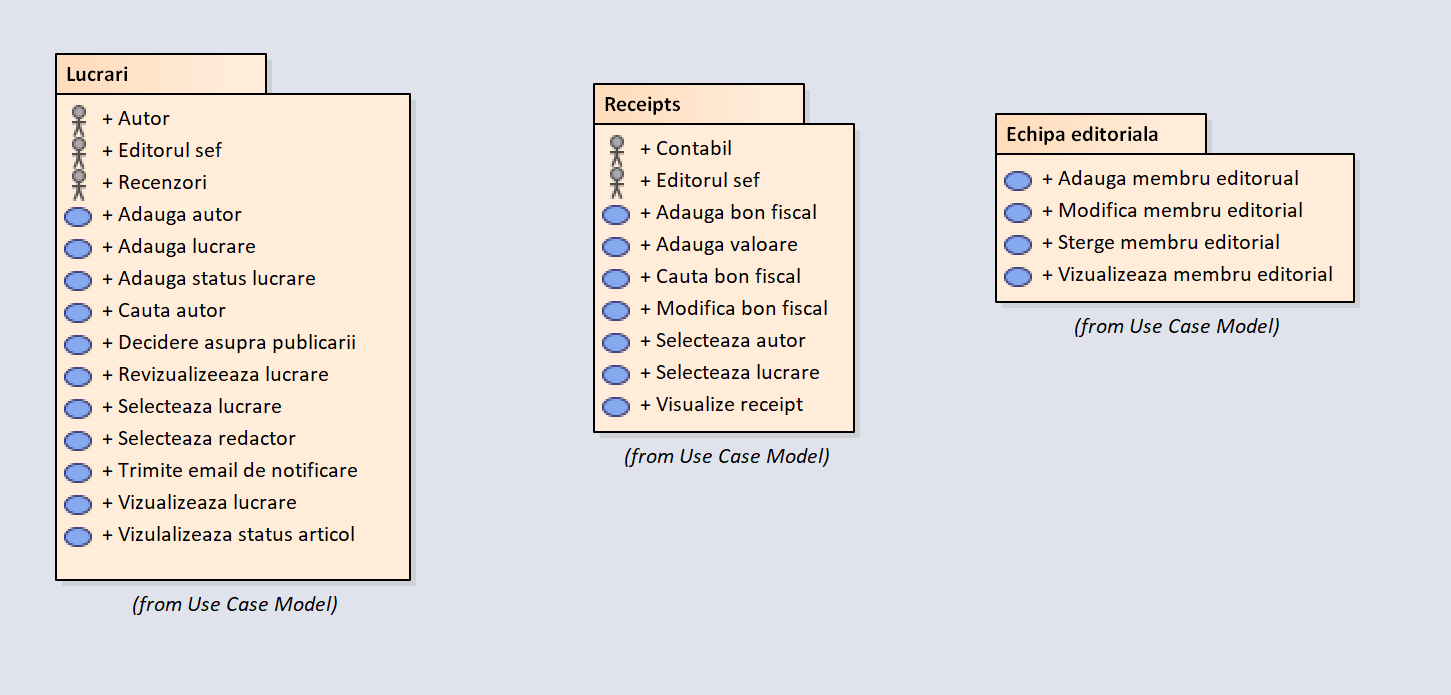 Lucrari
+ Autor
+ Editorul sef
+ Recenzori
+ Adauga autor
+ Adauga lucrare
+ Adauga status lucrare
+ Cauta autor
+ Decidere asupra publicarii
+ Revizualizeeaza lucrare
+ Selecteaza lucrare
+ Selecteaza redactor
+ Trimite email de notificare
+ Vizualizeaza lucrare
+ Vizulalizeaza status articol
(from Use Case Model)
Receipts
+ Contabil
+ Editorul sef
+ Adauga bon fiscal
+ Adauga valoare
+ Cauta bon fiscal
+ Modifica bon fiscal
+ Selecteaza autor
+ Selecteaza lucrare
+ Visualize receipt
(from Use Case Model)
Echipa editoriala
+ Adauga membru editorual
+ Modifica membru editorial
+ Sterge membru editorial
+ Vizualizeaza membru editorial
(from Use Case Model)